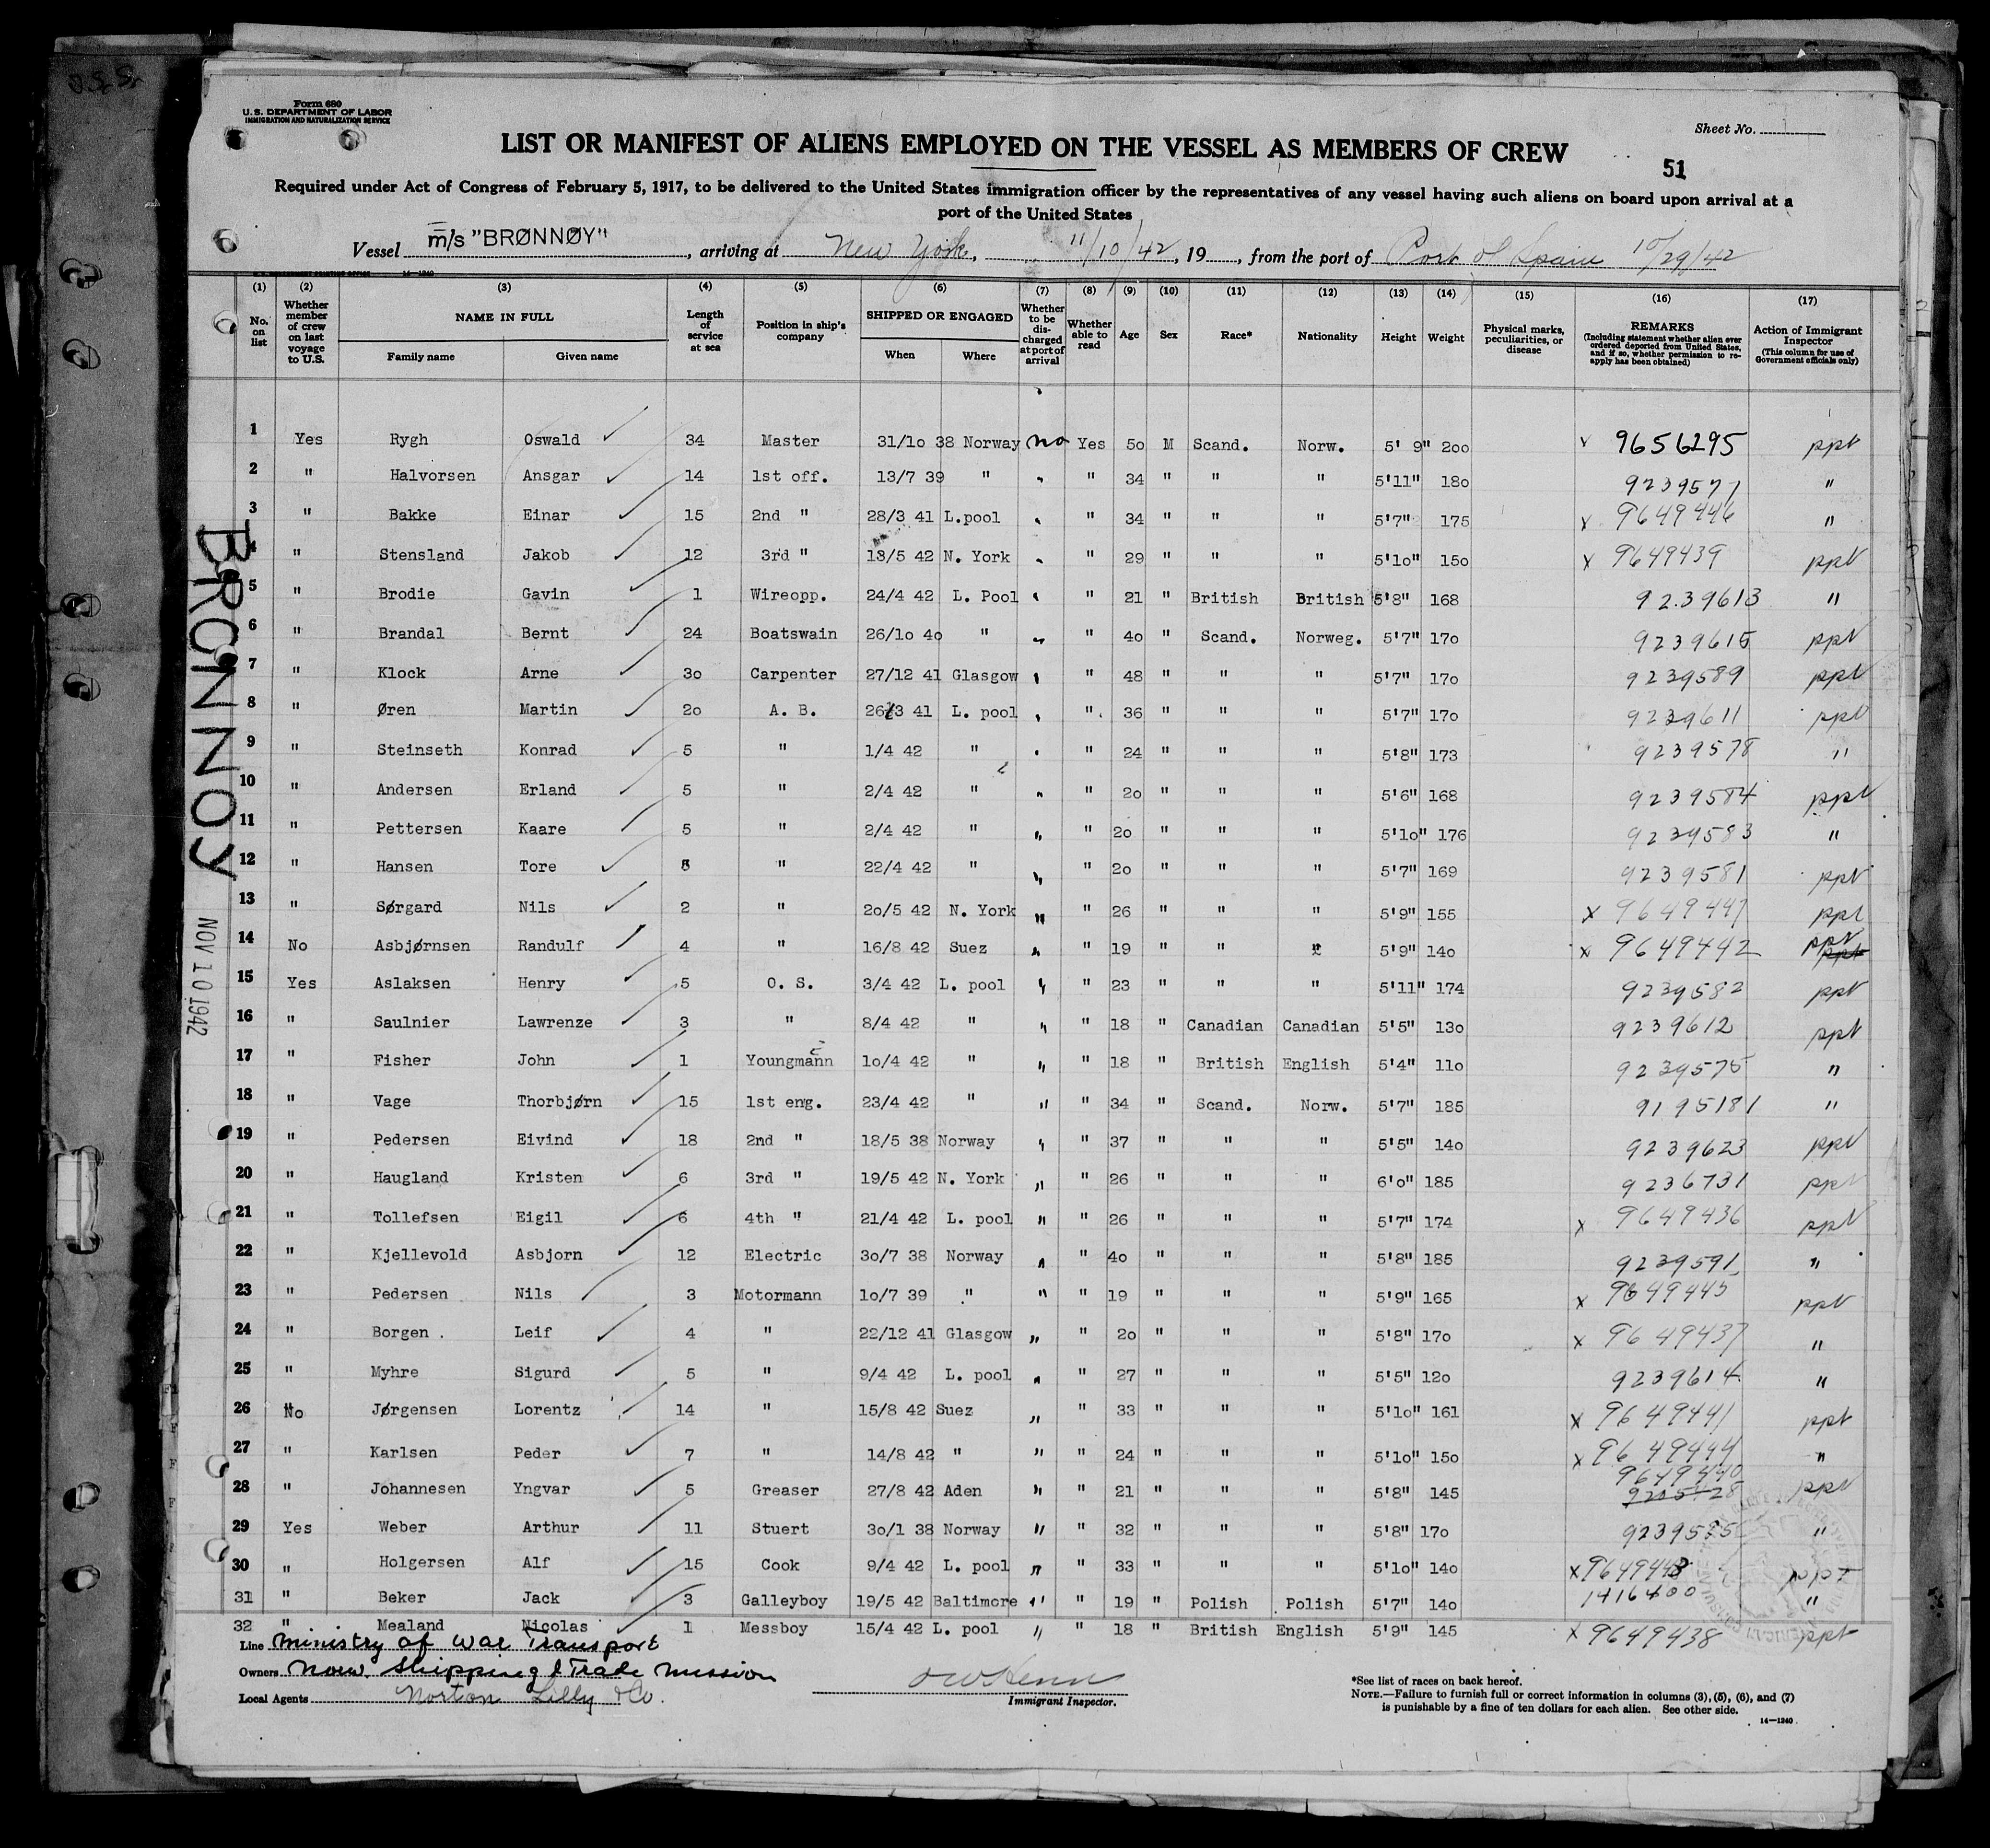 Form 680
U. S. DEPARTMENT OF LABOR
IMMIGRATION AND NATURALIZATION SERVICE
Sheet No.
LIST OR MANIFEST OF ALIENS EMPLOYED ON THE VESSEL AS MEMBERS OF CREW
51
Required under Act of Congress of February 5, 1917, to be delivered to the United States immigration officer by the representatives of any vessel having such aliens on board upon arrival at a
port of the United States
Vessel m/s "BRØNNØY", arriving at New York, 11/10/42, 19, from the port of Port of Spain 10/29/42
(1) (2) (3) (4) (5) (6) (7) (8) (9) (10) (11) (12) (13) (14) (15) (16) (17)
No. on list Whether member of crew on last voyage to U.S. NAME IN FULL Family name Given name Length of service at sea Position in ship's company SHIPPED OR ENGAGED When Where Whether to be discharged at port of arrival Whether able to read Age Sex Race* Nationality Height Weight Physical marks, peculiarities, or disease REMARKS (Including statement whether alien ever ordered deported from United States, and if so, whether permission to reapply has been obtained) Action of Immigrant Inspector (This column for use of Government officials only)
1 Yes Rygh Oswald 34 Master 31/10 38 Norway no Yes 50 M Scand. Norw. 5' 9" 200 9656295 ppt
2 " Halvorsen Ansgar 14 1st off. 13/7 39 " " " 34 " " " 5'11" 180 9239571 "
3 " Bakke Einar 15 2nd " 28/3 41 L.pool " " 34 " " " 5'7" 175 x 9649446 "
" Stensland Jakob 12 3rd " 13/5 42 N. York " " 29 " " " 5'10" 150 x 9649439 ppt
5 " Brodie Gavin 1 Wireopp. 24/4 42 L. Pool " " 21 " British British 5'8" 168 9239613 "
6 " Brandal Bernt 24 Boatswain 26/10 40 " " " 40 " Scand. Norweg. 5'7" 170 9239615 ppt
7 " Klock Arne 30 Carpenter 27/12 41 Glasgow " " 48 " " " 5'7" 170 9239589 ppt
8 " Øren Martin 20 A. B. 26/3 41 L. pool " " 36 " " " 5'7" 170 9239611 ppt
9 " Steinseth Konrad 5 " 1/4 42 " " " 24 " " " 5'8" 173 9239578 "
10 " Andersen Erland 5 " 2/4 42 " " " 20 " " " 5'6" 168 9239584 ppt
11 " Pettersen Kaare 5 " 2/4 42 " " " 20 " " " 5'10" 176 9239583 "
12 " Hansen Tore 5 " 22/4 42 " " " 20 " " " 5'7" 169 9239581 ppt
13 " Sørgard Nils 2 " 20/5 42 N. York " " 26 " " " 5'9" 155 x 9649447 ppt
14 No Asbjørnsen Randulf 4 " 16/8 42 Suez " " 19 " " " 5'9" 140 x 9649442 ppt
15 Yes Aslaksen Henry 5 O. S. 3/4 42 L. pool " " 23 " " " 5'11" 174 9239582 ppt
16 " Saulnier Lawrenze 3 " 8/4 42 " " " 18 " Canadian Canadian 5'5" 130 9239612 ppt
17 " Fisher John 1 Youngmann 10/4 42 " " " 18 " British English 5'4" 110 9239575 "
18 " Vage Thorbjørn 15 1st eng. 23/4 42 " " " 34 " Scand. Norw. 5'7" 185 9195181 "
19 " Pedersen Eivind 18 2nd " 18/5 38 Norway " " 37 " " " 5'5" 140 9239623 ppt
20 " Haugland Kristen 6 3rd " 19/5 42 N. York " " 26 " " " 6'0" 185 9236731 ppt
21 " Tollefsen Eigil 6 4th " 21/4 42 L. pool " " 26 " " " 5'7" 174 x 9649436 ppt
22 " Kjellevold Asbjorn 12 Electric 30/7 38 Norway " " 40 " " " 5'8" 185 9239591 "
23 " Pedersen Nils 3 Motormann 10/7 39 " " " 19 " " " 5'9" 165 x 9649445 ppt
24 " Borgen . Leif 4 " 22/12 41 Glasgow " " 20 " " " 5'8" 170 x 9649437 "
25 " Myhre Sigurd 5 " 9/4 42 L. pool " " 27 " " " 5'5" 120 9239614 "
26 No Jørgensen Lorentz 14 " 15/8 42 Suez " " 33 " " " 5'10" 161 x 9649441 ppt
27 " Karlsen Peder 7 " 14/8 42 " " " 24 " " " 5'10" 150 x 9649444 "
28 " Johannesen Yngvar 5 Greaser 27/8 42 Aden " " 21 " " " 5'8" 145 9649440 ppt
29 Yes Weber Arthur 11 Stuert 30/1 38 Norway " " 32 " " " 5'8" 170 "
30 " Holgersen Alf 15 Cook 9/4 42 L. pool " " 33 " " " 5'10" 140 x9649443 ppt
31 " Beker Jack 3 Galleyboy 19/5 42 Baltimore " " 19 " Polish Polish 5'7" 140 1416400 "
32 " Mealand Nicolas 1 Messboy 15/4 42 L. pool " " 18 " British English 5'9" 145 x 9649438 ppt
Line Ministry of War Transport
Owners Norw. Shipping & Trade Mission
Local Agents Norton Lilly & Co.
Immigrant Inspector.
*See list of races on back hereof.
NOTE.—Failure to furnish full or correct information in columns (3), (5), (6), and (7)
is punishable by a fine of ten dollars for each alien. See other side.
14—1240
BRONNOY
NOV 10 1942